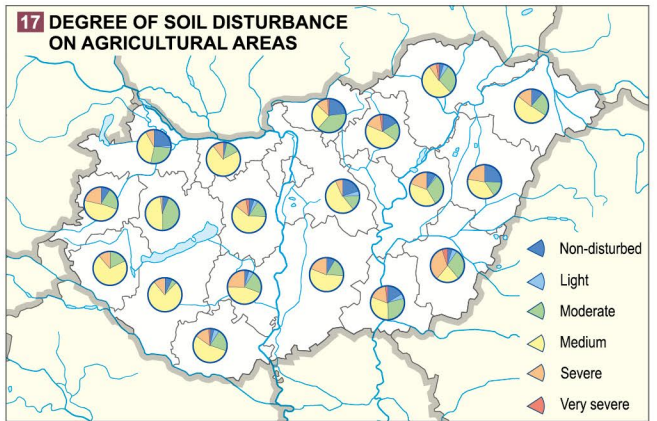 17 DEGREE OF SOIL DISTURBANCE
ON AGRICULTURAL AREAS
Non-disturbed
Light
Moderate
Medium
Severe
Very severe